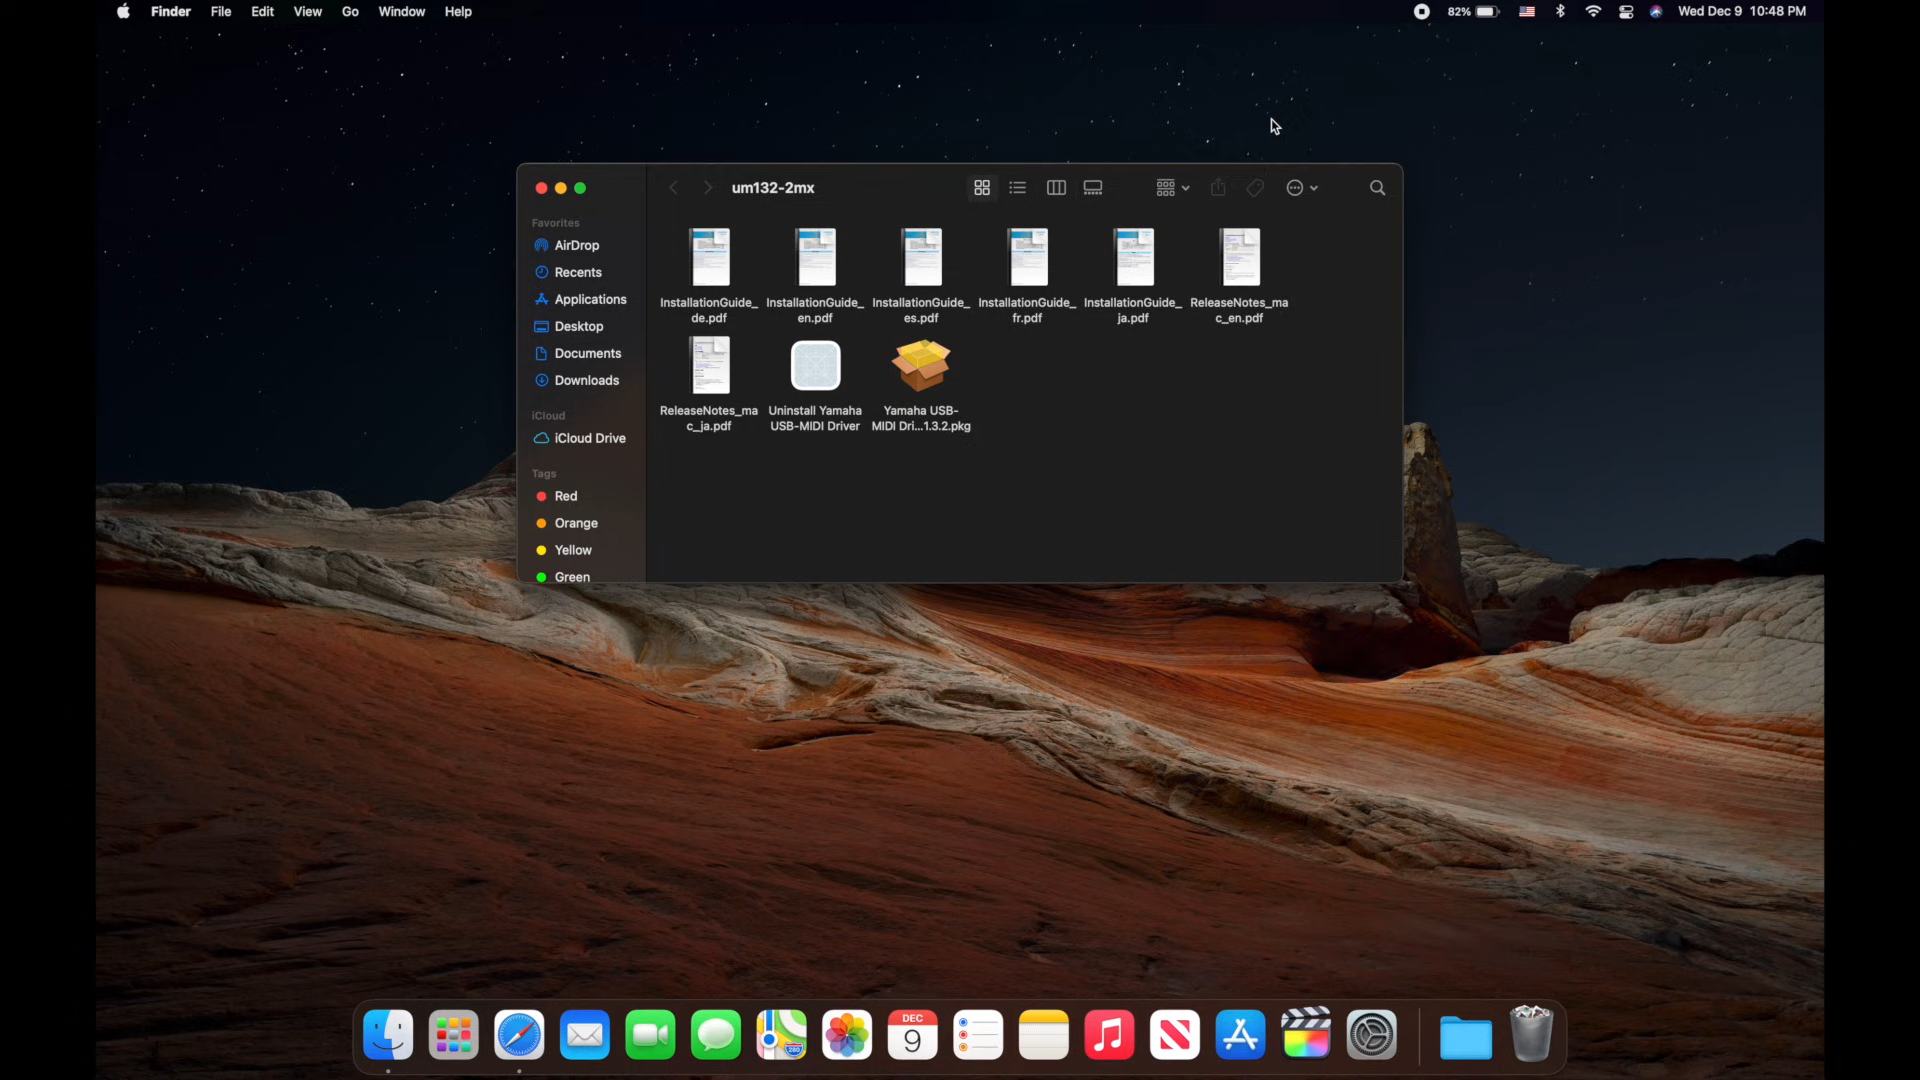 Finder File Edit View Go Window Help
82% Wed Dec 9 10:48 PM
um132-2mx
Favorites
AirDrop
Recents
Applications
Desktop
Documents
Downloads
iCloud
iCloud Drive
Tags
Red
Orange
Yellow
Green
InstallationGuide_
de.pdf
InstallationGuide_
en.pdf
InstallationGuide_
es.pdf
InstallationGuide_
fr.pdf
InstallationGuide_
ja.pdf
ReleaseNotes_ma
c_en.pdf
ReleaseNotes_ma
c_ja.pdf
Uninstall Yamaha
USB-MIDI Driver
Yamaha USB-
MIDI Dri...1.3.2.pkg
DEC
9
280